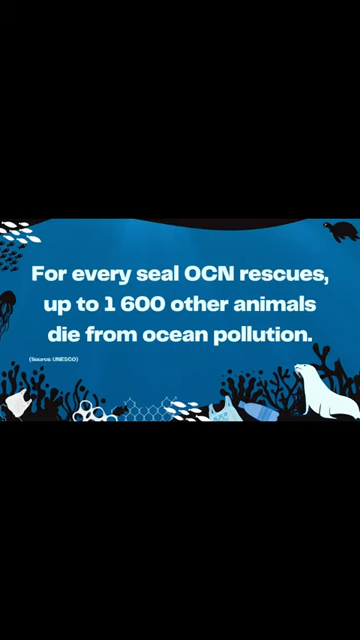 For every seal OCN rescues,
up to 1 600 other animals
die from ocean pollution.
(Source: UNESCO)